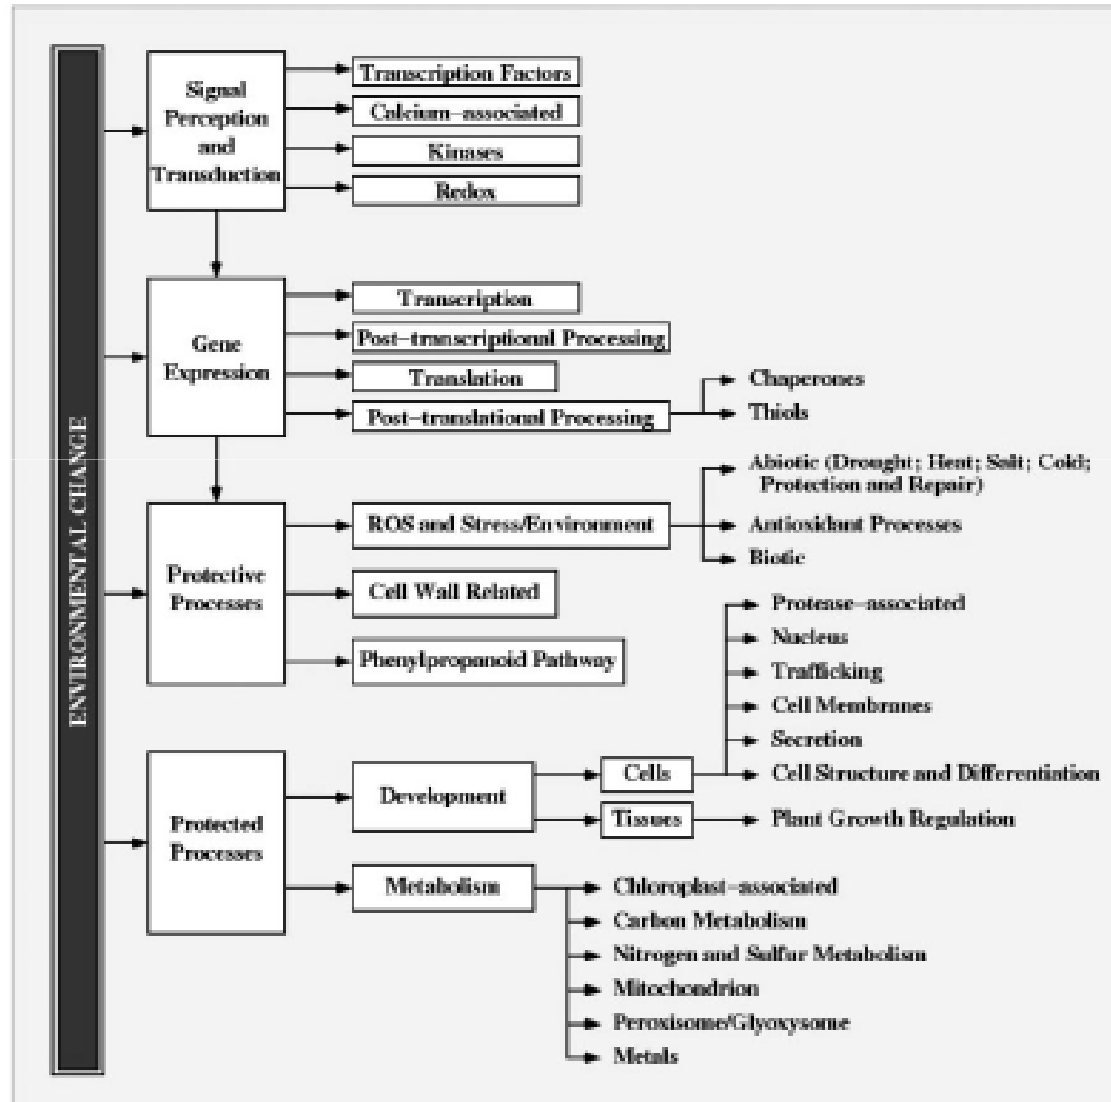 ENVIRONMENTAL CHANGE
Signal
Perception
and
Transduction
Transcription Factors
Calcium-associated
Kinases
Redox
Gene
Expression
Transcription
Post-transcriptional Processing
Translation
Post-translational Processing
Chaperones
Thiols
Protective
Processes
ROS and Stress/Environment
Abiotic (Drought; Heat; Salt; Cold;
Protection and Repair)
Antioxidant Processes
Biotic
Cell Wall Related
Phenylpropanoid Pathway
Protected
Processes
Development
Cells
Protease-associated
Nucleus
Trafficking
Cell Membranes
Secretion
Cell Structure and Differentiation
Tissues
Plant Growth Regulation
Metabolism
Chloroplast-associated
Carbon Metabolism
Nitrogen and Sulfur Metabolism
Mitochondrion
Peroxisome/Glyoxysome
Metals